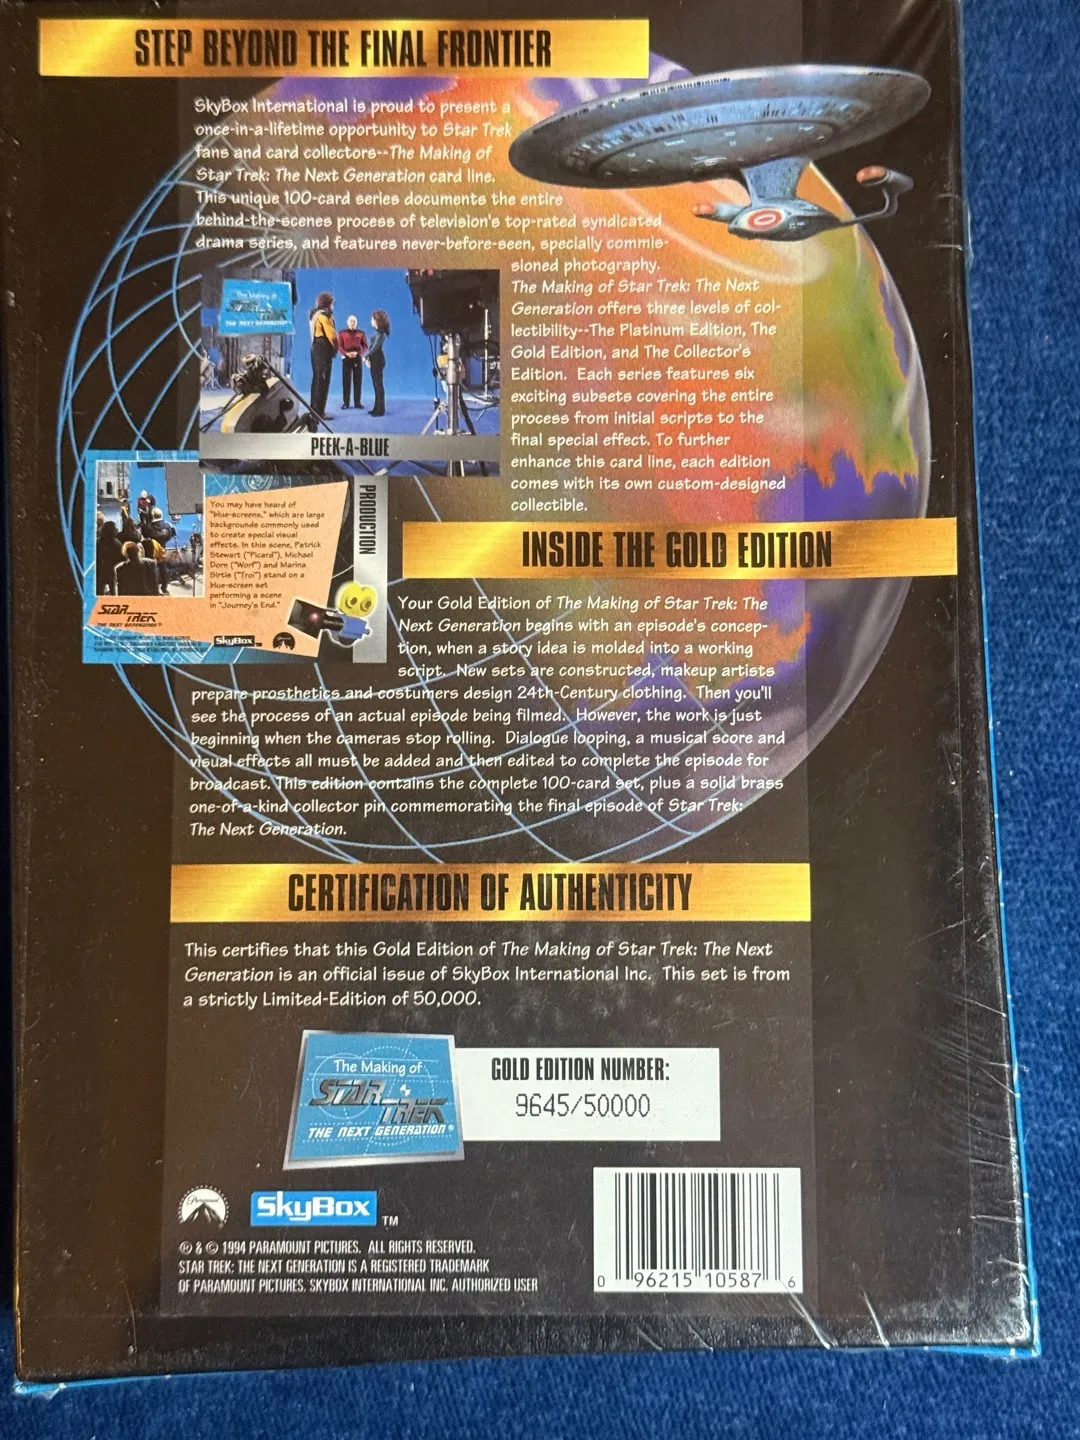 STEP BEYOND THE FINAL FRONTIER
SkyBox International is proud to present a
once-in-a-lifetime opportunity to Star Trek
fans and card collectors--The Making of
Star Trek: The Next Generation card line.
This unique 100-card series documents the entire
behind-the-scenes process of television's top-rated syndicated
drama series, and features never-before-seen, specially commis-
sioned photography.
The Making of Star Trek: The Next
Generation offers three levels of col-
lectibility--The Platinum Edition, The
Gold Edition, and The Collector's
Edition. Each series features six
exciting subsets covering the entire
process from initial scripts to the
final special effect. To further
enhance this card line, each edition
comes with its own custom-designed
collectible.
The Making of
STAR TREK
THE NEXT GENERATION
PEEK-A-BLUE
You may have heard of
"blue-screens," which are large
backgrounds commonly used
to create special visual
effects. In this scene, Patrick
Stewart ("Picard"), Michael
Dorn ("Worf") and Marina
Sirtis ("Troi") stand on a
blue-screen set
performing a scene
in "Journey's End."
PRODUCTION
STAR TREK
THE NEXT GENERATION®
SkyBox
INSIDE THE GOLD EDITION
Your Gold Edition of The Making of Star Trek: The
Next Generation begins with an episode's concep-
tion, when a story idea is molded into a working
script. New sets are constructed, makeup artists
prepare prosthetics and costumers design 24th-Century clothing. Then you'll
see the process of an actual episode being filmed. However, the work is just
beginning when the cameras stop rolling. Dialogue looping, a musical score and
visual effects all must be added and then edited to complete the episode for
broadcast. This edition contains the complete 100-card set, plus a solid brass
one-of-a-kind collector pin commemorating the final episode of Star Trek:
The Next Generation.
CERTIFICATION OF AUTHENTICITY
This certifies that this Gold Edition of The Making of Star Trek: The Next
Generation is an official issue of SkyBox International Inc. This set is from
a strictly Limited-Edition of 50,000.
The Making of
STAR TREK
THE NEXT GENERATION®
GOLD EDITION NUMBER:
9645/50000
Paramount
SkyBox TM
® & © 1994 PARAMOUNT PICTURES. ALL RIGHTS RESERVED.
STAR TREK: THE NEXT GENERATION IS A REGISTERED TRADEMARK
OF PARAMOUNT PICTURES. SKYBOX INTERNATIONAL INC. AUTHORIZED USER
0 96215 10587 6